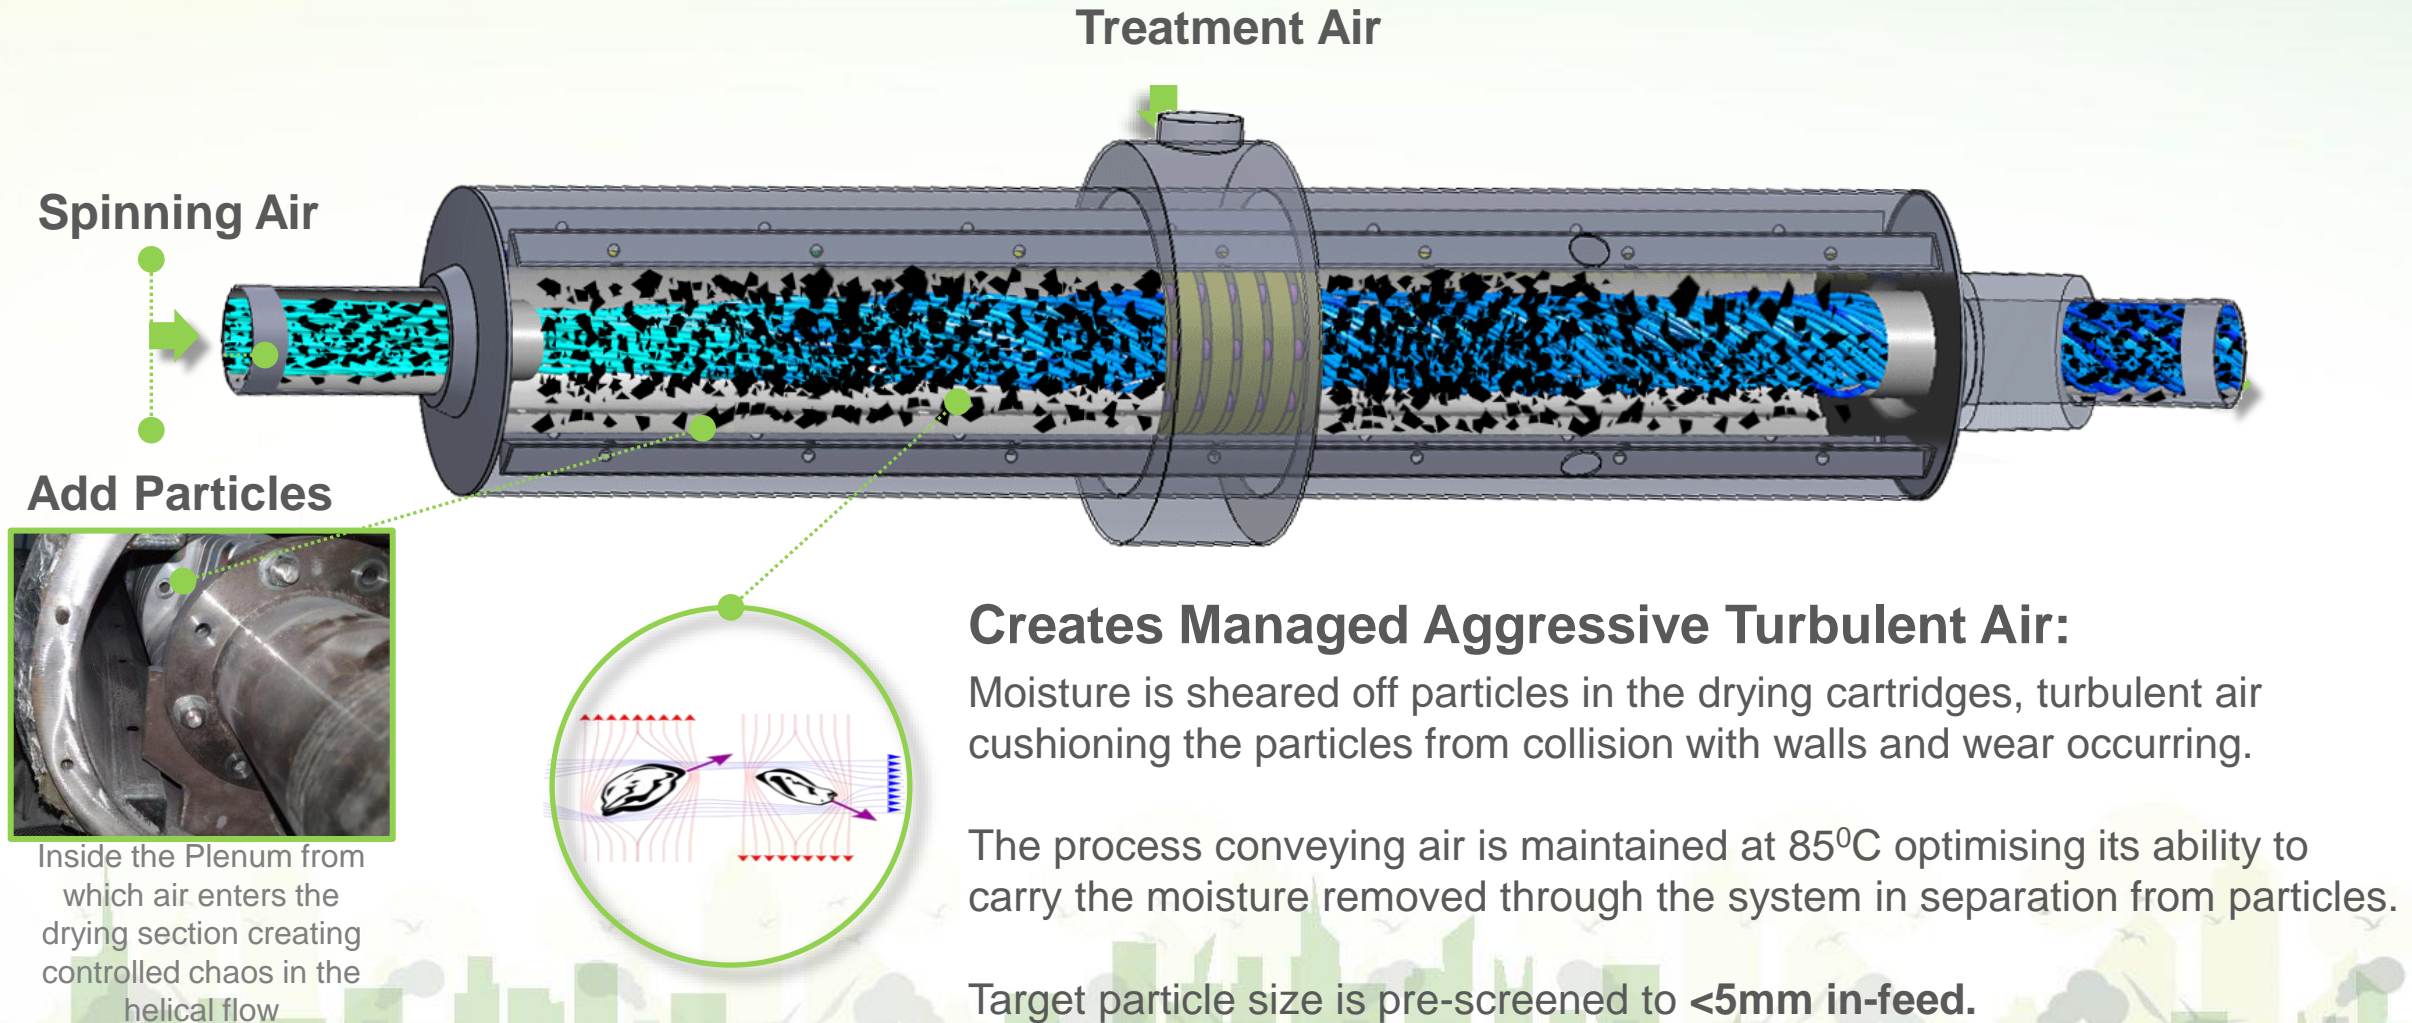 Treatment Air
Spinning Air
Add Particles
Inside the Plenum from
which air enters the
drying section creating
controlled chaos in the
helical flow
Creates Managed Aggressive Turbulent Air:
Moisture is sheared off particles in the drying cartridges, turbulent air
cushioning the particles from collision with walls and wear occurring.
The process conveying air is maintained at 85⁰C optimising its ability to
carry the moisture removed through the system in separation from particles.
Target particle size is pre-screened to <5mm in-feed.